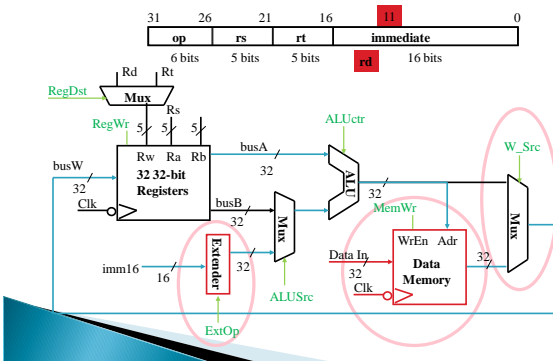 31 26 21 16 11 0
op rs rt immediate
6 bits 5 bits 5 bits rd 16 bits
Rd Rt
RegDst
Mux
Rs
RegWr
ALUctr
5 5 5
busA
W_Src
Rw Ra Rb
32
busW
32
32 32-bit
Registers
ALU
32
busB
MemWr
Clk
32
Mux
WrEn Adr
Mux
Data In
32
Data
Memory
32
Extender
32
imm16
16
Clk
ALUSrc
ExtOp